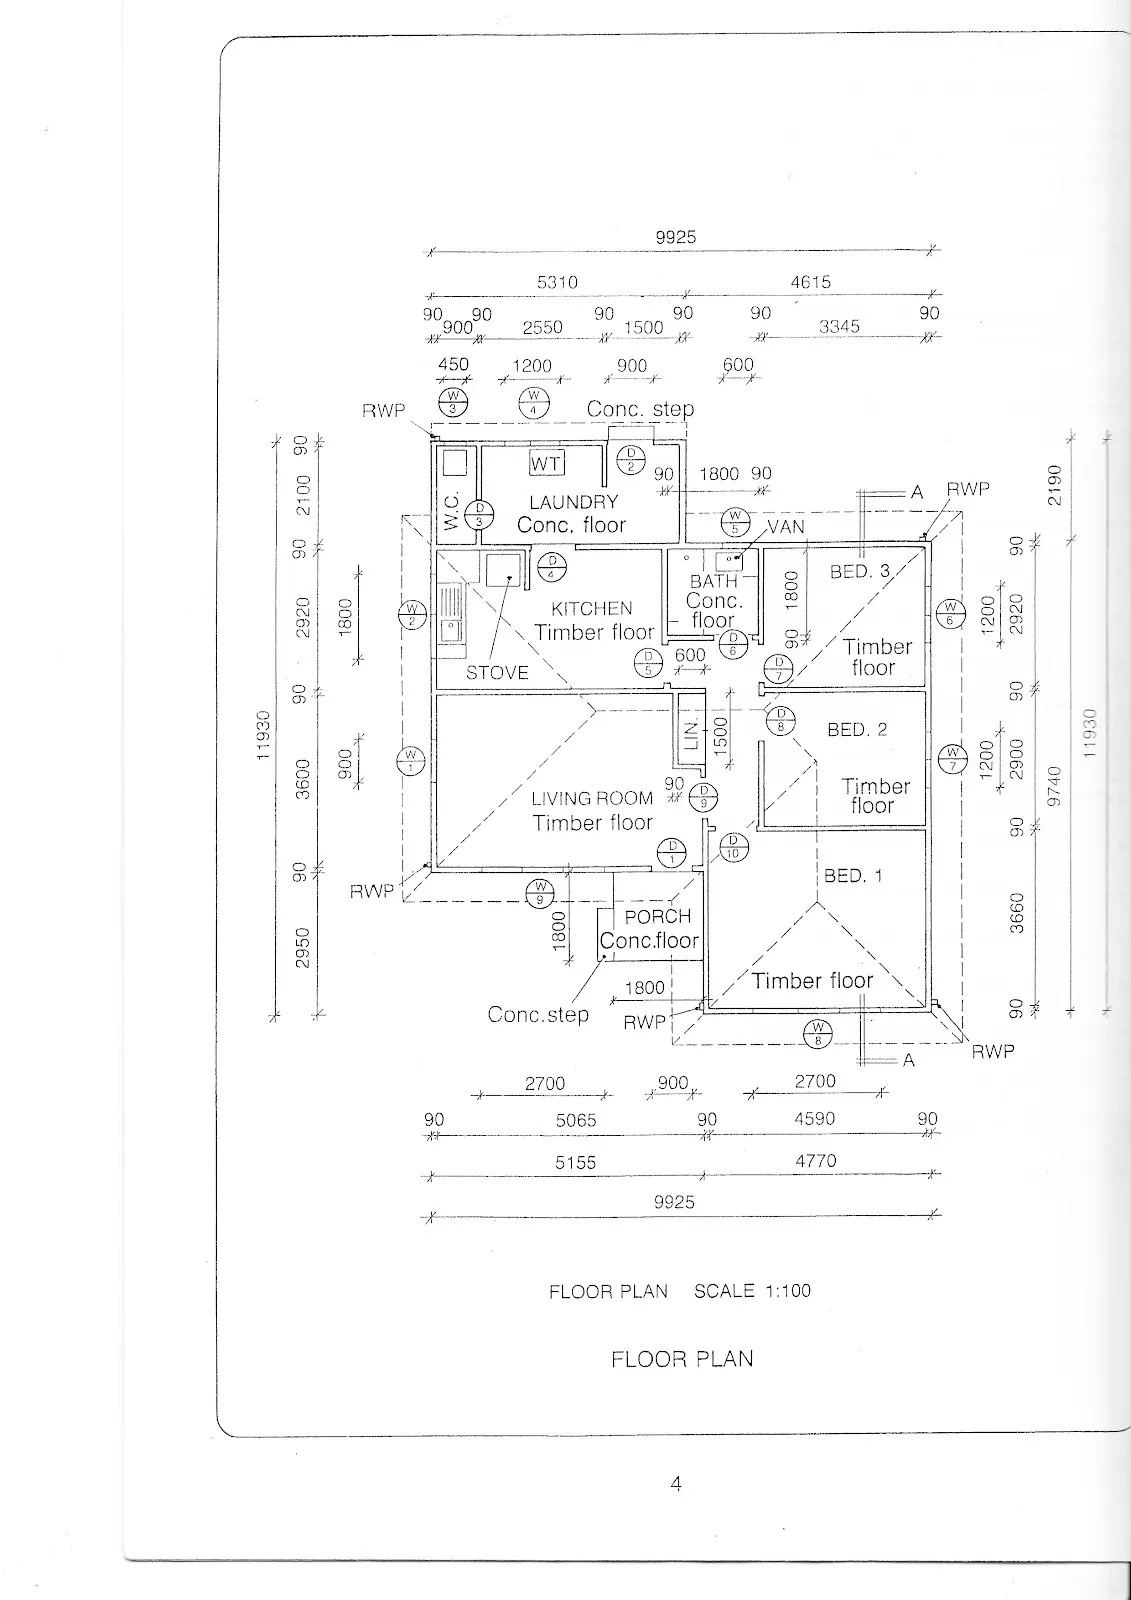 9925
5310 4615
90 90 90 90 90 90
900 2550 1500 3345
450 1200 900 600
W 3 W 4
RWP Conc. step
WT D 2
90 1800 90
A RWP
W.C. D 3 LAUNDRY
Conc. floor
W 5 VAN
D 4 BATH
Conc.
floor
1800
90
BED. 3
Timber
floor
W 2 KITCHEN
Timber floor
STOVE
D 5 600 D 6 D 7
W 6
LIN. 1500 D 8 BED. 2
Timber
floor
W 1 W 7
LIVING ROOM
Timber floor
90 D 9
D 1 D 10
BED. 1
Timber floor
RWP W 9
1800
PORCH
Conc.floor
Conc.step
1800
RWP W 8 A RWP
11930
90
2100
90
2920
90
3600
90
2950
1800
900
1200
1200
90
2920
90
2900
90
3660
90
2190
9740
11930
2700 900 2700
90 5065 90 4590 90
5155 4770
9925
FLOOR PLAN SCALE 1:100
FLOOR PLAN
4